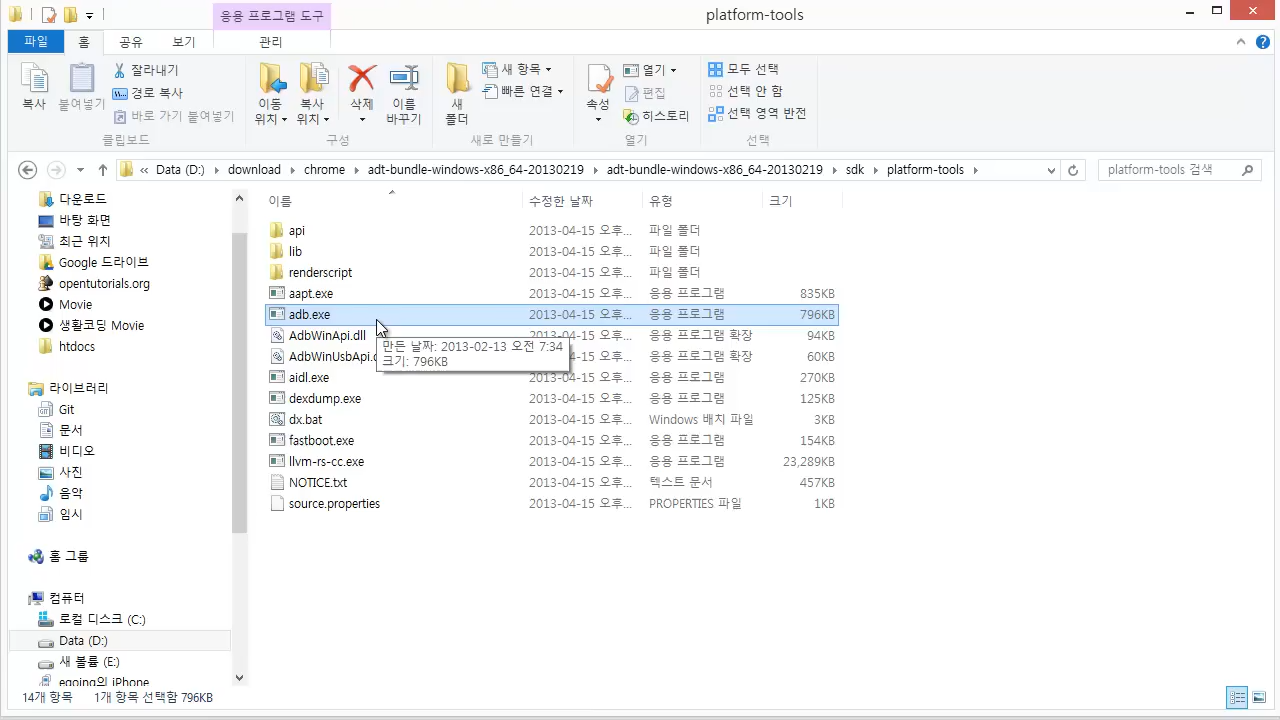 응용 프로그램 도구
platform-tools
파일
홈
공유
보기
관리
복사
붙여넣기
잘라내기
경로 복사
바로 가기 붙여넣기
클립보드
이동 위치
복사 위치
삭제
이름 바꾸기
구성
새 폴더
새 항목
빠른 연결
새로 만들기
속성
열기
편집
히스토리
열기
모두 선택
선택 안 함
선택 영역 반전
선택
« Data (D:) download chrome adt-bundle-windows-x86_64-20130219 adt-bundle-windows-x86_64-20130219 sdk platform-tools
platform-tools 검색
다운로드
바탕 화면
최근 위치
Google 드라이브
opentutorials.org
Movie
생활코딩 Movie
htdocs
라이브러리
Git
문서
비디오
사진
음악
임시
홈 그룹
컴퓨터
로컬 디스크 (C:)
Data (D:)
새 볼륨 (E:)
egoing의 iPhone
이름 수정한 날짜 유형 크기
api 2013-04-15 오후... 파일 폴더
lib 2013-04-15 오후... 파일 폴더
renderscript 2013-04-15 오후... 파일 폴더
aapt.exe 2013-04-15 오후... 응용 프로그램 835KB
adb.exe 2013-04-15 오후... 응용 프로그램 796KB
AdbWinApi.dll 2013-04-15 오후... 응용 프로그램 확장 94KB
만든 날짜: 2013-02-13 오전 7:34
크기: 796KB
AdbWinUsbApi. 2013-04-15 오후... 응용 프로그램 확장 60KB
aidl.exe 2013-04-15 오후... 응용 프로그램 270KB
dexdump.exe 2013-04-15 오후... 응용 프로그램 125KB
dx.bat 2013-04-15 오후... Windows 배치 파일 3KB
fastboot.exe 2013-04-15 오후... 응용 프로그램 154KB
llvm-rs-cc.exe 2013-04-15 오후... 응용 프로그램 23,289KB
NOTICE.txt 2013-04-15 오후... 텍스트 문서 457KB
source.properties 2013-04-15 오후... PROPERTIES 파일 1KB
14개 항목 1개 항목 선택함 796KB